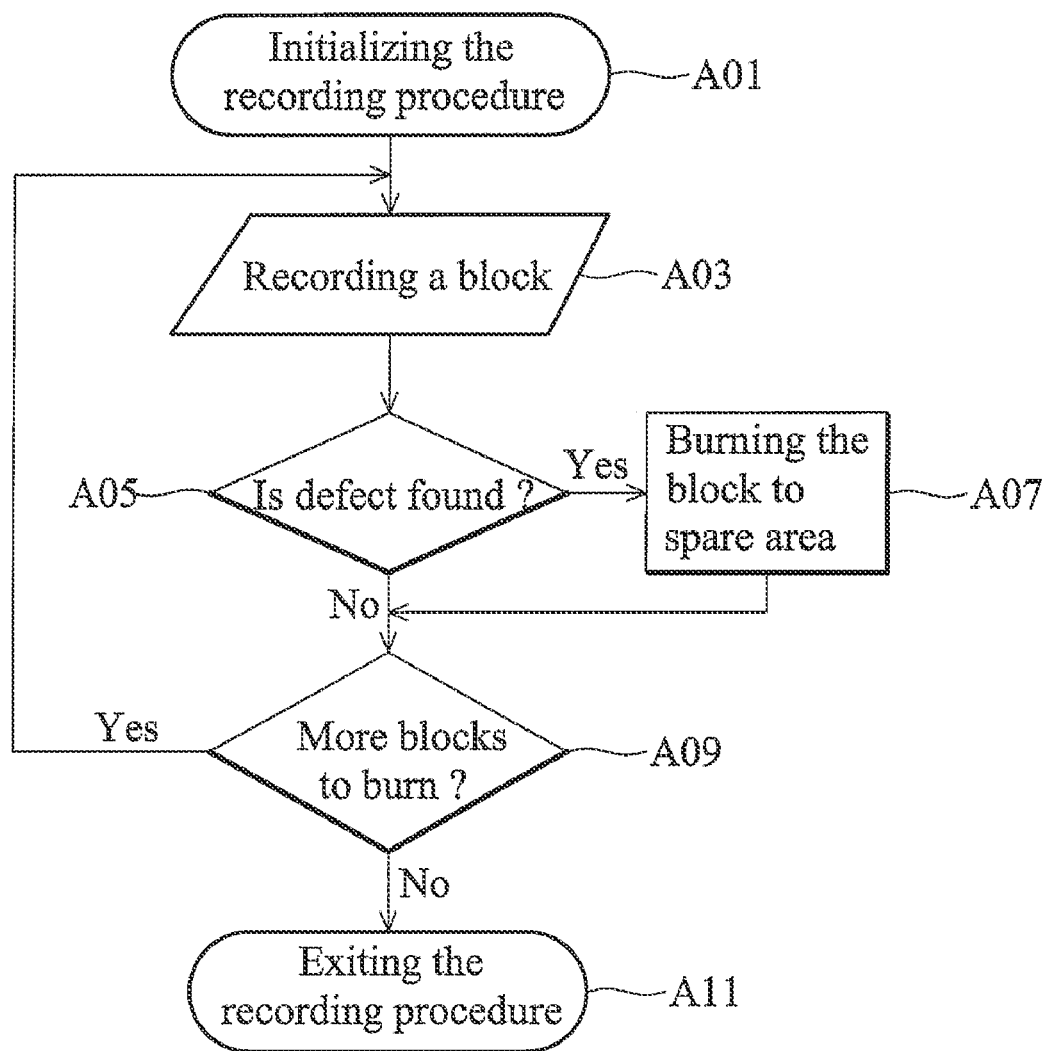 Initializing the
recording procedure
A01
Recording a block
A03
A05
Is defect found ?
Yes
Burning the
block to
spare area
A07
No
Yes
More blocks
to burn ?
A09
No
Exiting the
recording procedure
A11